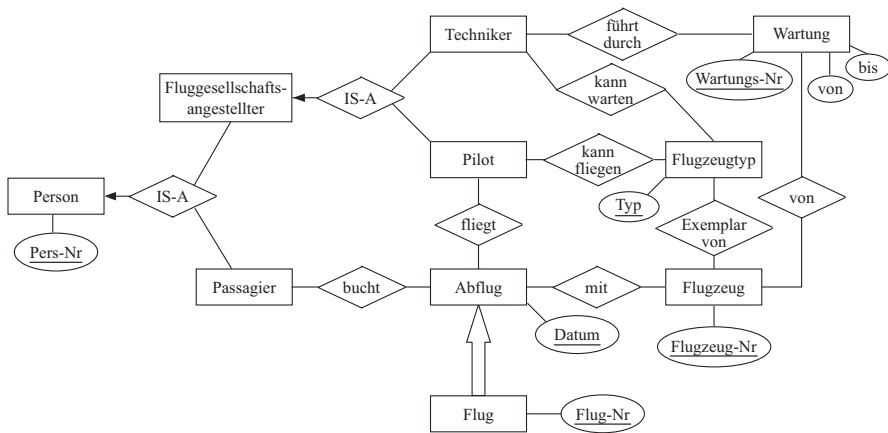 Techniker
führt
durch
Wartung
Wartungs-Nr
von
bis
Fluggesellschafts-
angestellter
IS-A
kann
warten
Pilot
kann
fliegen
Flugzeugtyp
Typ
Person
IS-A
Pers-Nr
fliegt
Exemplar
von
von
Passagier
bucht
Abflug
mit
Flugzeug
Datum
Flugzeug-Nr
Flug
Flug-Nr